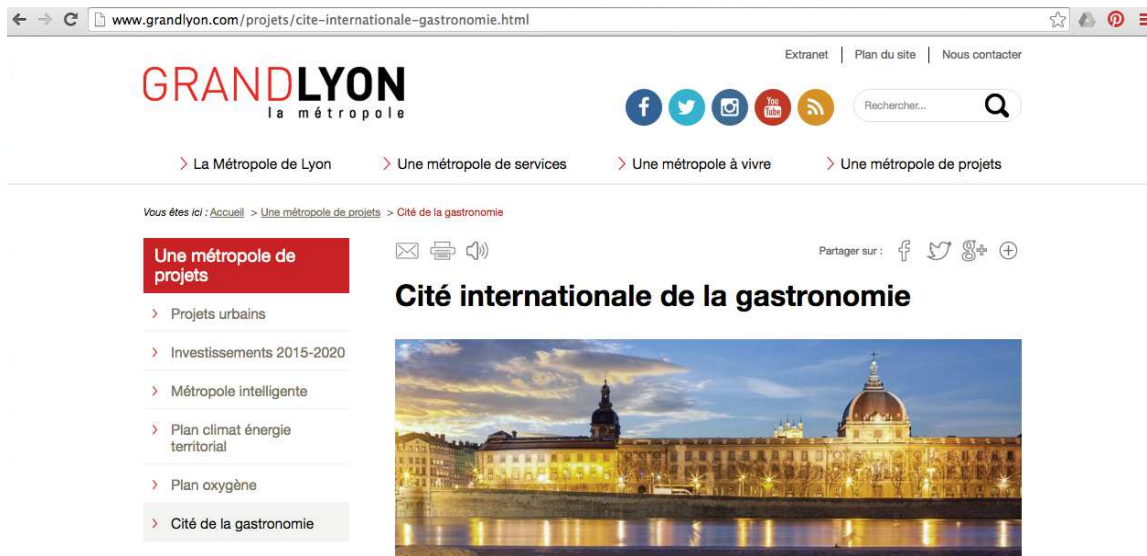 www.grandlyon.com/projets/cite-internationale-gastronomie.html
Extranet | Plan du site | Nous contacter
GRANDLYON
la métropole
You Tube
Rechercher...
La Métropole de Lyon
Une métropole de services
Une métropole à vivre
Une métropole de projets
Vous êtes ici : Accueil > Une métropole de projets > Cité de la gastronomie
Une métropole de
projets
Partager sur :
Cité internationale de la gastronomie
Projets urbains
Investissements 2015-2020
Métropole intelligente
Plan climat énergie
territorial
Plan oxygène
Cité de la gastronomie